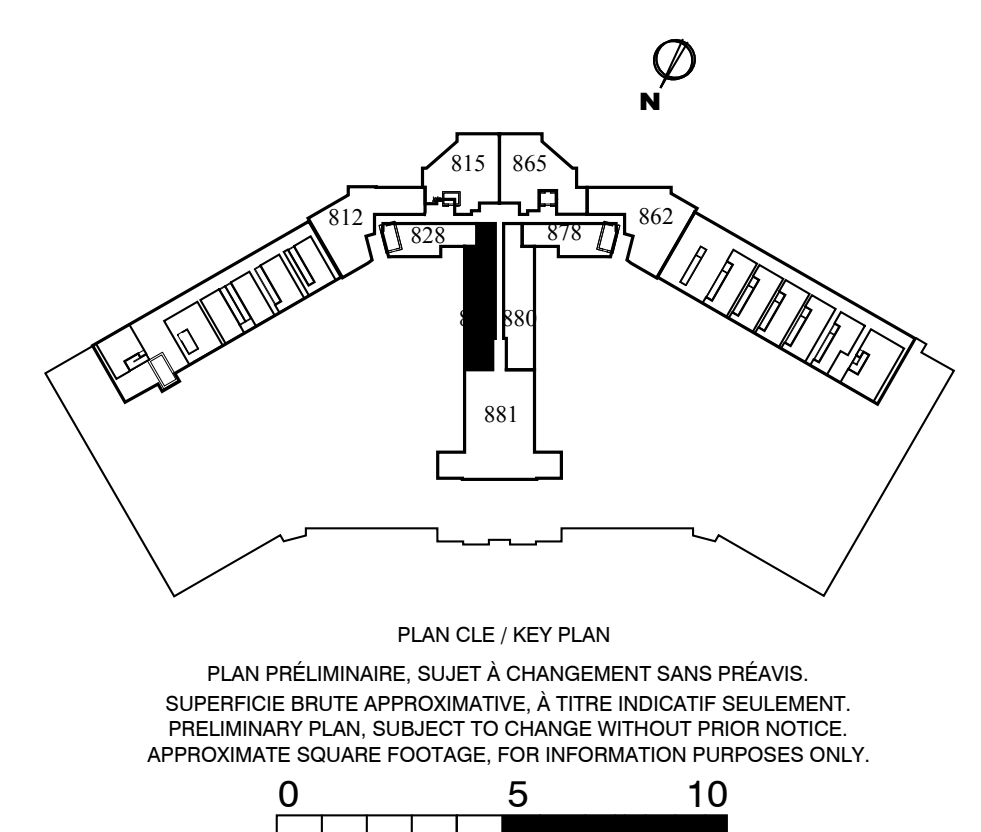 N
815 865
812 862
828 878
880
881
PLAN CLE / KEY PLAN
PLAN PRÉLIMINAIRE, SUJET À CHANGEMENT SANS PRÉAVIS.
SUPERFICIE BRUTE APPROXIMATIVE, À TITRE INDICATIF SEULEMENT.
PRELIMINARY PLAN, SUBJECT TO CHANGE WITHOUT PRIOR NOTICE.
APPROXIMATE SQUARE FOOTAGE, FOR INFORMATION PURPOSES ONLY.
0 5 10